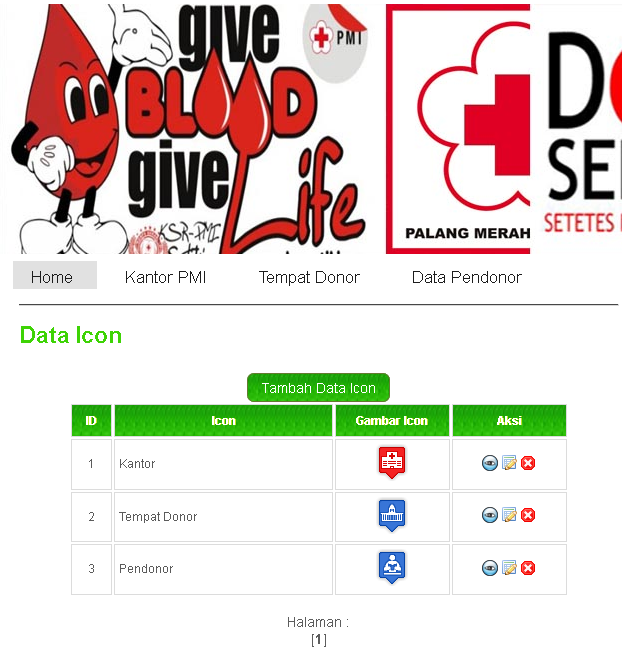 give
PMI
BLOOD
give
Life
KSR-PMI
PALANG MERAH
SETETES
Home Kantor PMI Tempat Donor Data Pendonor
Data Icon
Tambah Data Icon
ID Icon Gambar Icon Aksi
1 Kantor
2 Tempat Donor
3 Pendonor
Halaman :
[1]